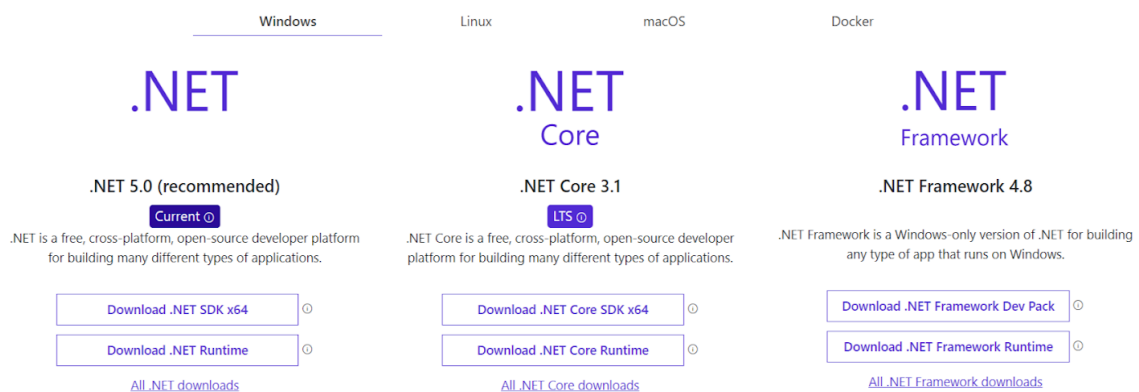 Windows
Linux
macOS
Docker
.NET
.NET 5.0 (recommended)
Current
.NET is a free, cross-platform, open-source developer platform
for building many different types of applications.
Download .NET SDK x64
Download .NET Runtime
All .NET downloads
.NET
Core
.NET Core 3.1
LTS
.NET Core is a free, cross-platform, open-source developer
platform for building many different types of applications.
Download .NET Core SDK x64
Download .NET Core Runtime
All .NET Core downloads
.NET
Framework
.NET Framework 4.8
.NET Framework is a Windows-only version of .NET for building
any type of app that runs on Windows.
Download .NET Framework Dev Pack
Download .NET Framework Runtime
All .NET Framework downloads